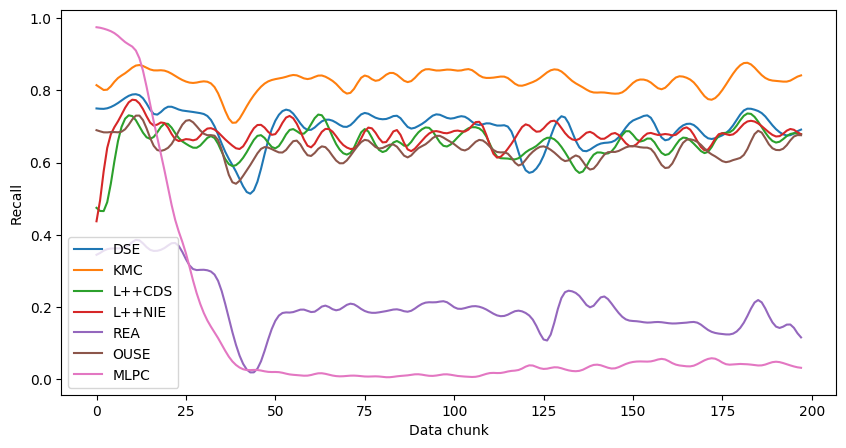 1.0
0.8
0.6
0.4
0.2
0.0
Recall
DSE
KMC
L++CDS
L++NIE
REA
OUSE
MLPC
0 25 50 75 100 125 150 175 200
Data chunk